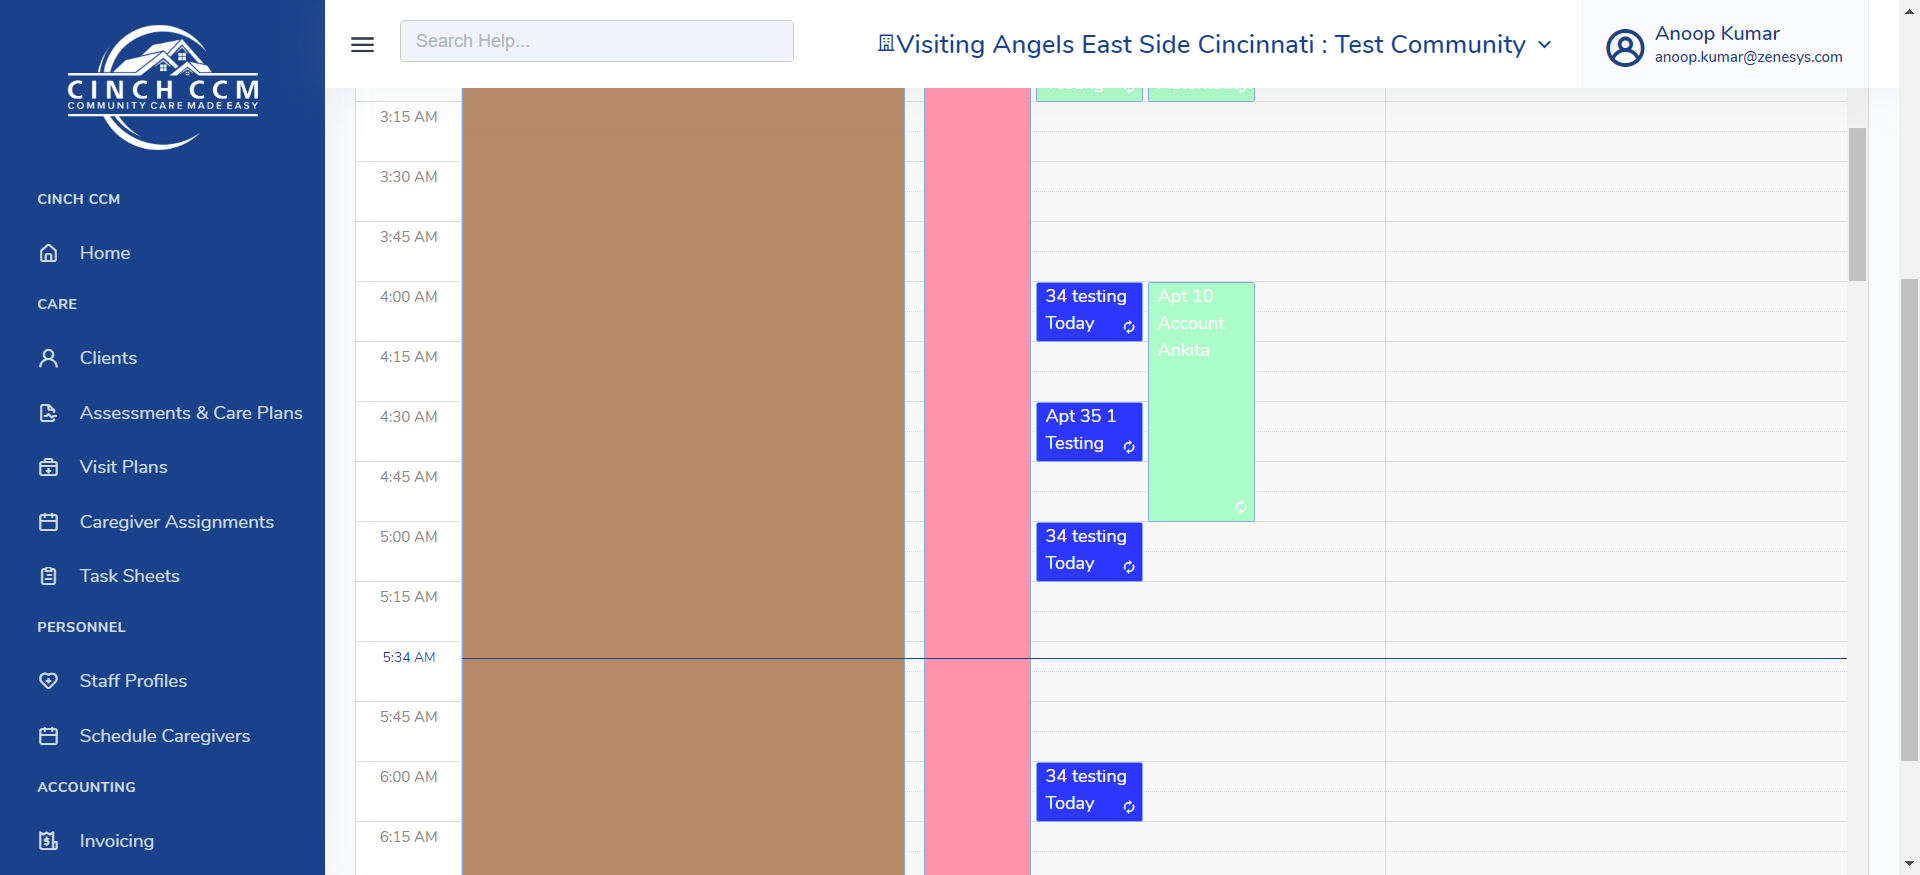 CINCH CCM
COMMUNITY CARE MADE EASY
CINCH CCM
Home
CARE
Clients
Assessments & Care Plans
Visit Plans
Caregiver Assignments
Task Sheets
PERSONNEL
Staff Profiles
Schedule Caregivers
ACCOUNTING
Invoicing
Search Help...
Visiting Angels East Side Cincinnati : Test Community
Anoop Kumar
anoop.kumar@zenesys.com
3:15 AM
3:30 AM
3:45 AM
4:00 AM
4:15 AM
4:30 AM
4:45 AM
5:00 AM
5:15 AM
5:34 AM
5:45 AM
6:00 AM
6:15 AM
34 testing
Today
Apt 10
Account
Ankita
Apt 35 1
Testing
34 testing
Today
34 testing
Today